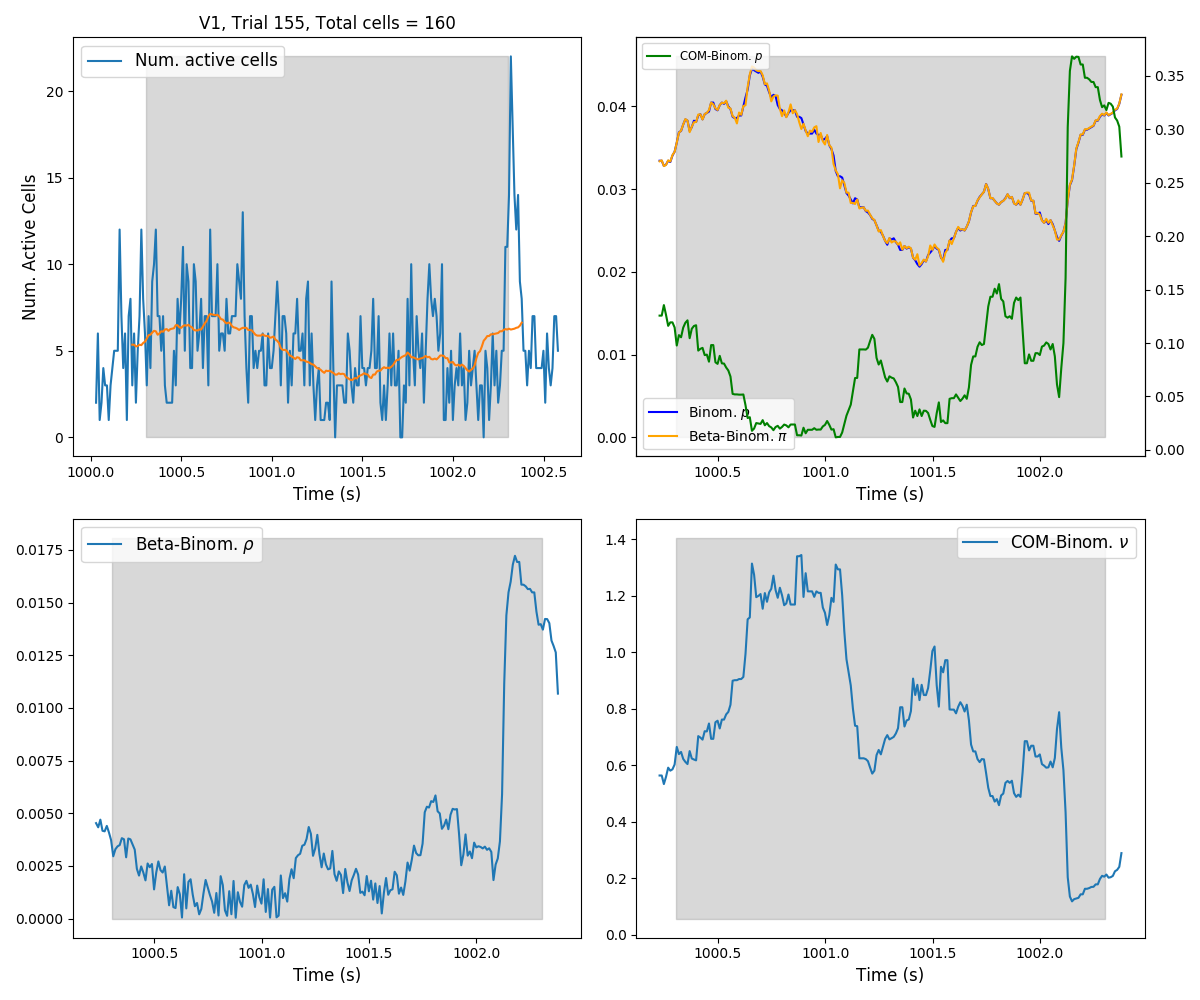 V1, Trial 155, Total cells = 160
Num. active cells
Num. Active Cells
20
15
10
5
0
1000.0 1000.5 1001.0 1001.5 1002.0 1002.5
Time (s)
COM-Binom. p
0.04
0.03
0.02
0.01
0.00
0.35
0.30
0.25
0.20
0.15
0.10
0.05
0.00
Binom. p
Beta-Binom. π
1000.5 1001.0 1001.5 1002.0
Time (s)
Beta-Binom. ρ
0.0175
0.0150
0.0125
0.0100
0.0075
0.0050
0.0025
0.0000
1000.5 1001.0 1001.5 1002.0
Time (s)
COM-Binom. ν
1.4
1.2
1.0
0.8
0.6
0.4
0.2
0.0
1000.5 1001.0 1001.5 1002.0
Time (s)